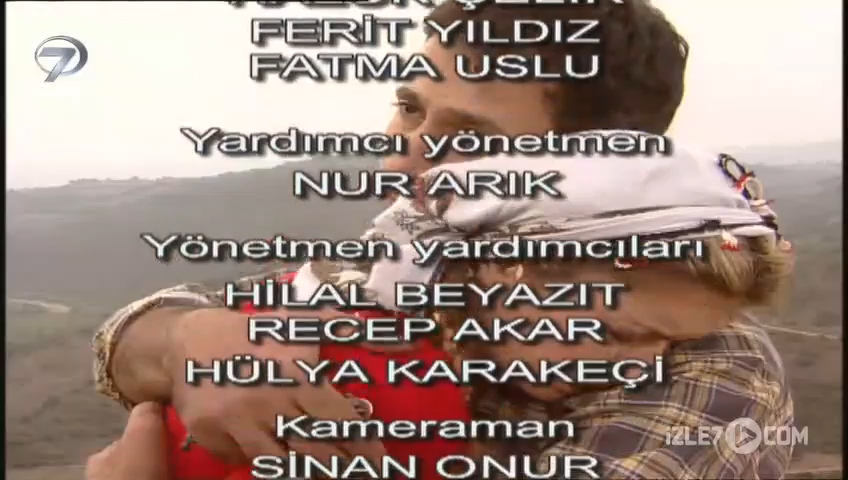 FERİT YILDIZ
FATMA USLU
Yardımcı yönetmen
NUR ARIK
Yönetmen yardımcıları
HİLAL BEYAZIT
RECEP AKAR
HÜLYA KARAKEÇİ
Kameraman
SİNAN ONUR
7
iZLE7.COM